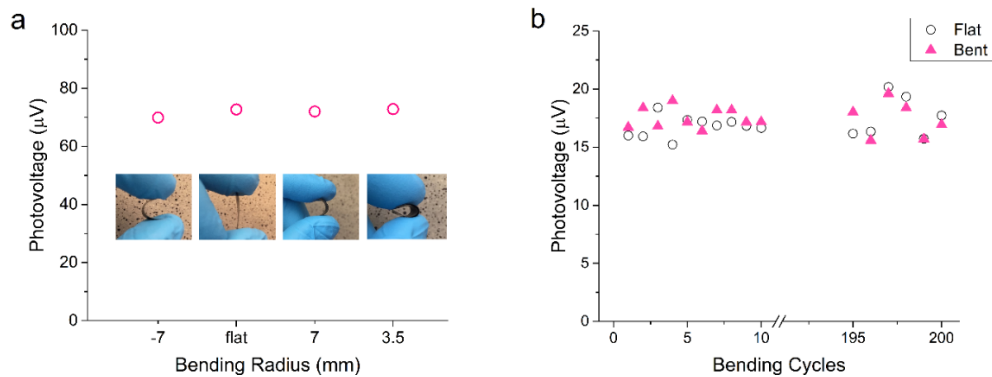 a
Photovoltage (μV)
100
80
60
40
20
0
-7
flat
7
3.5
Bending Radius (mm)
b
Photovoltage (μV)
25
20
15
10
5
0
0
5
10
195
200
Bending Cycles
Flat
Bent